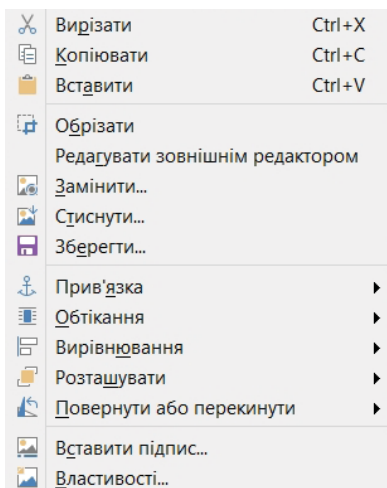 Вирізати Ctrl+X
Копіювати Ctrl+C
Вставити Ctrl+V
Обрізати
Редагувати зовнішнім редактором
Замінити...
Стиснути...
Зберегти...
Прив'язка
Обтікання
Вирівнювання
Розташувати
Повернути або перекинути
Вставити підпис...
Властивості...